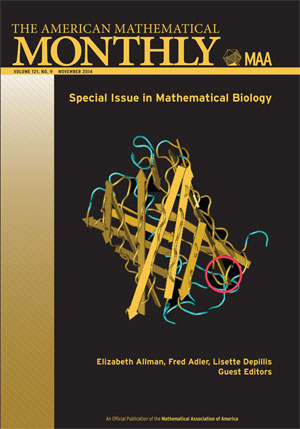 THE AMERICAN MATHEMATICAL
MONTHLY MAA
VOLUME 121, NO. 9 NOVEMBER 2014
Special Issue in Mathematical Biology
Elizabeth Allman, Fred Adler, Lisette Depillis
Guest Editors
An Official Publication of the Mathematical Association of America